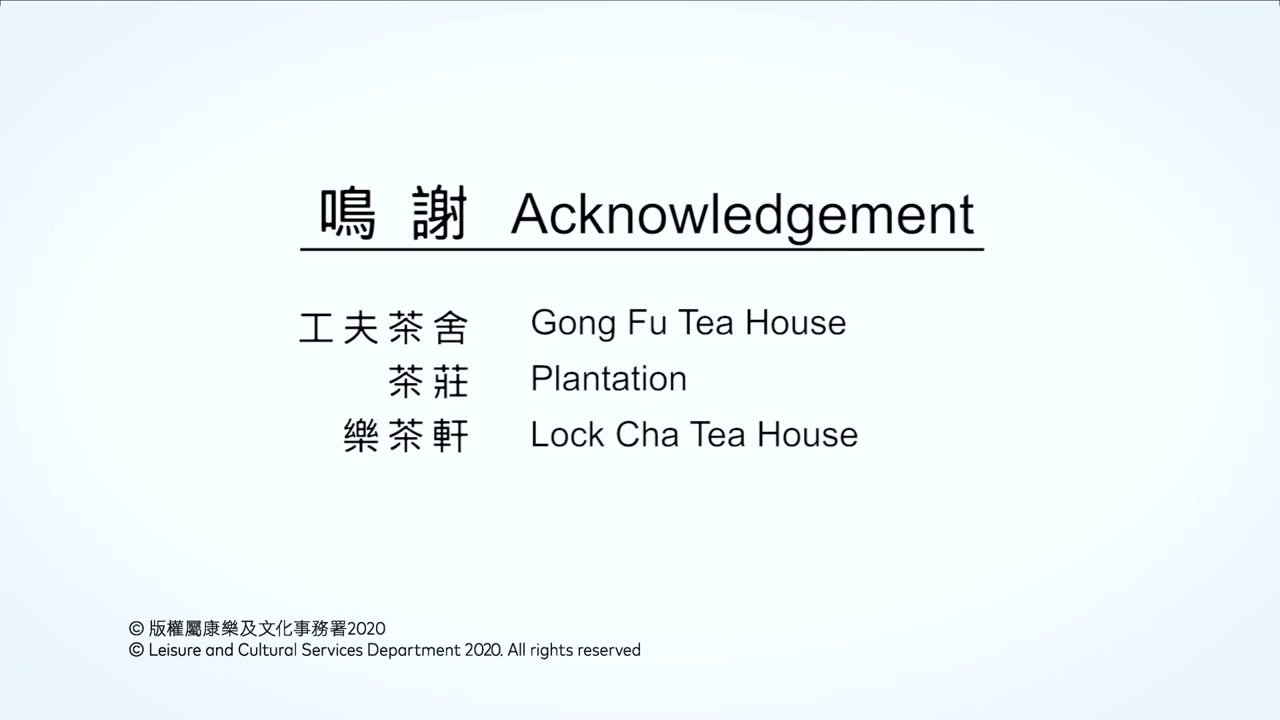 鳴 謝 Acknowledgement
工夫茶舍 Gong Fu Tea House
茶莊 Plantation
樂茶軒 Lock Cha Tea House
© 版權屬康樂及文化事務署2020
© Leisure and Cultural Services Department 2020. All rights reserved